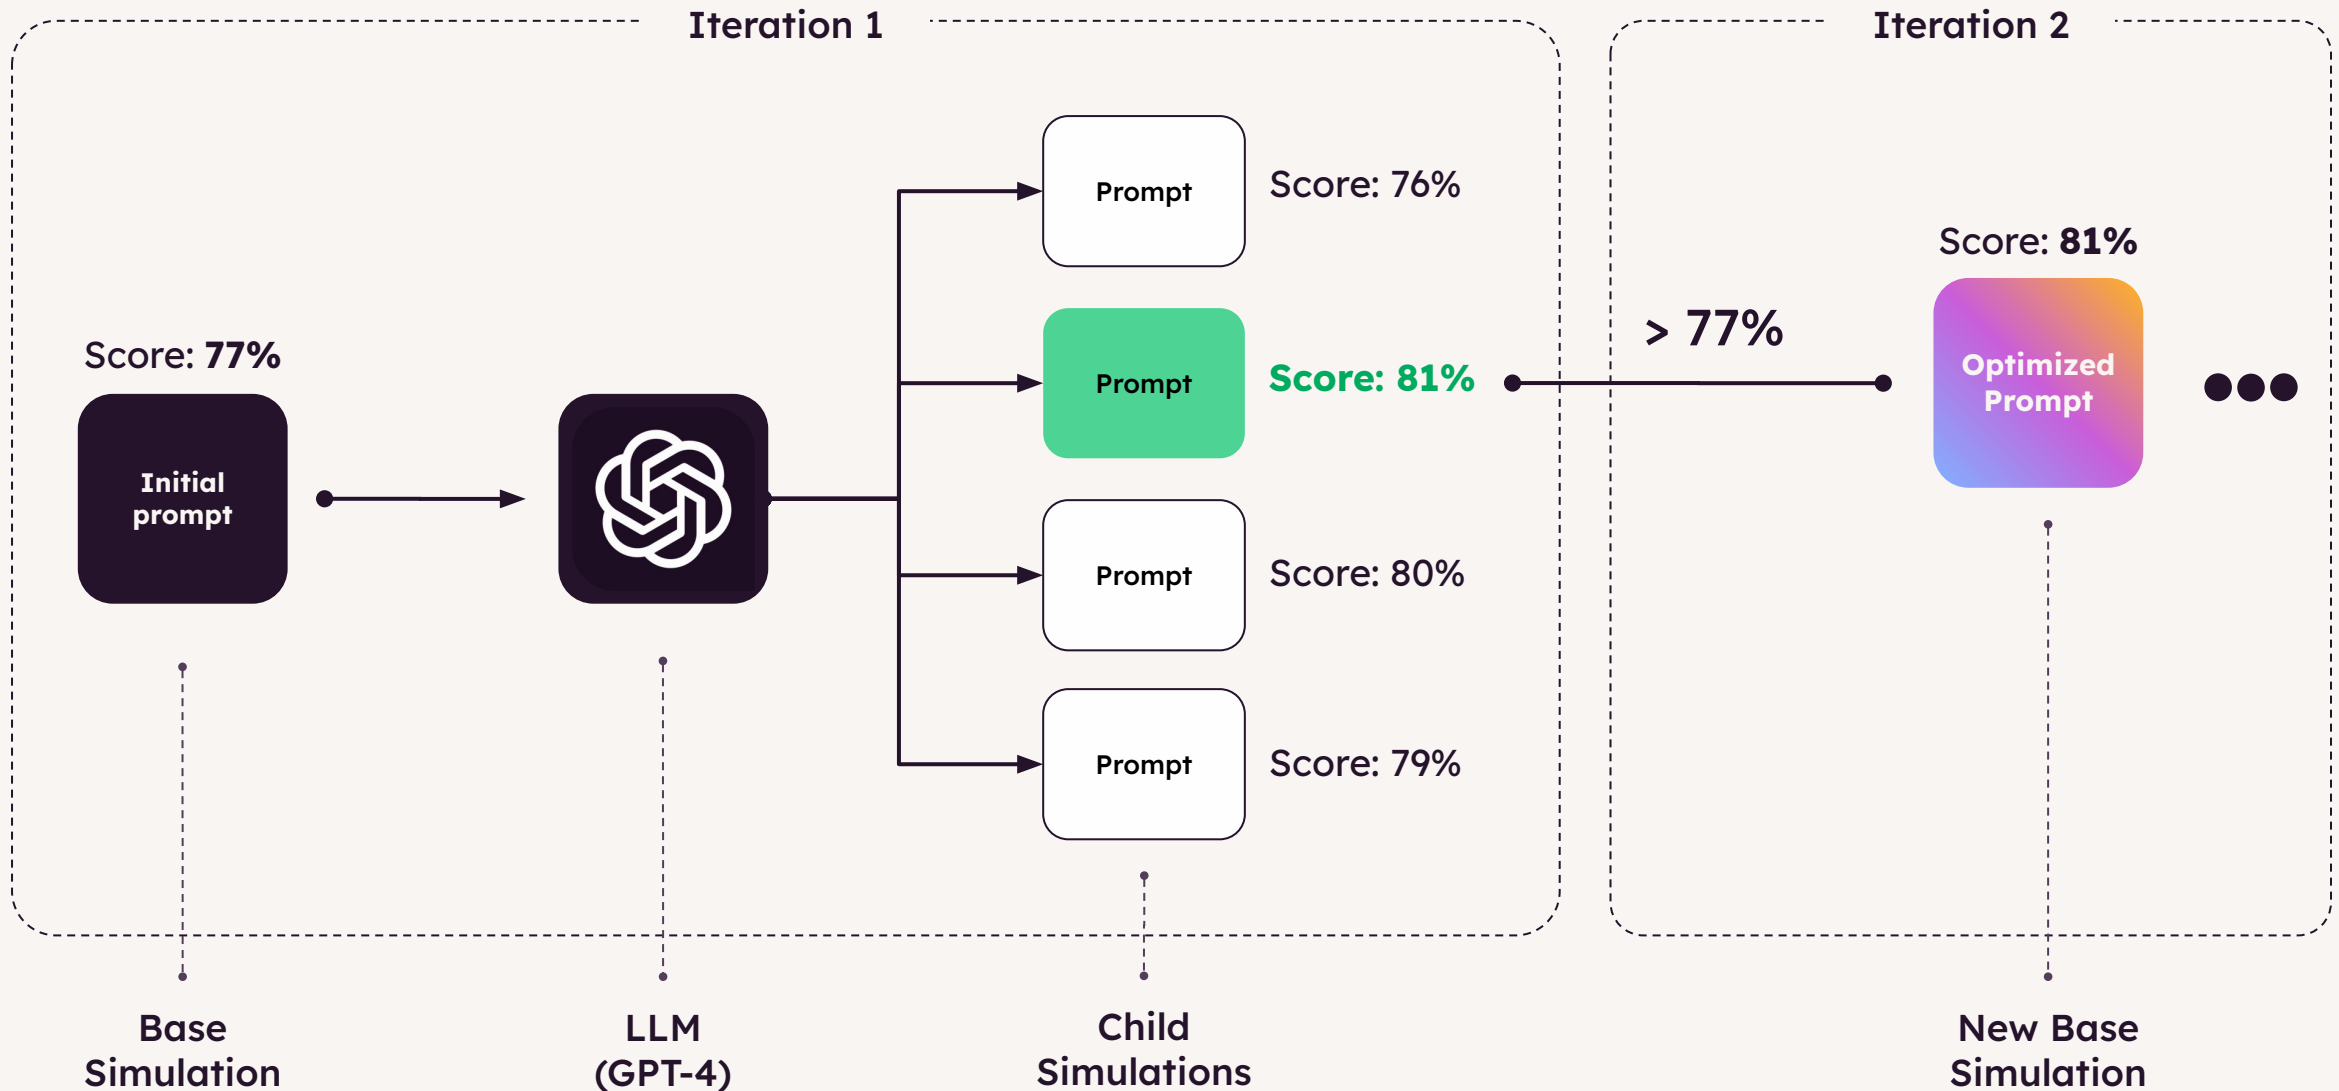 Iteration 1
Iteration 2
Score: 77%
Initial
prompt
Prompt
Score: 76%
Prompt
Score: 81%
Prompt
Score: 80%
Prompt
Score: 79%
> 77%
Score: 81%
Optimized
Prompt
Base
Simulation
LLM
(GPT-4)
Child
Simulations
New Base
Simulation